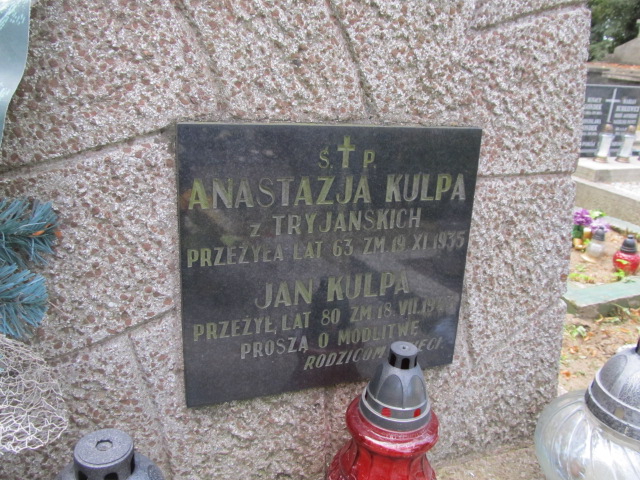 Ś. P.
ANASTAZJA KULPA
Z TRYJAŃSKICH
PRZEŻYŁA LAT 63 ZM 19 XI 1935
JAN KULPA
PRZEŻYŁ, LAT 80 ZM 18 VII
PROSZĄ O MODLITWĘ
RODZICOM